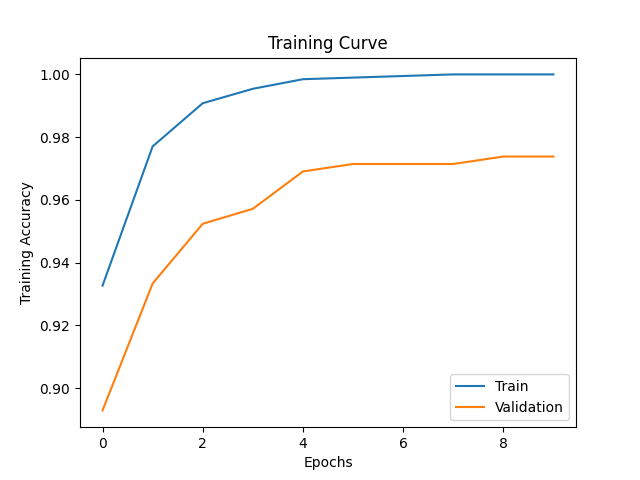 Training Curve
1.00
0.98
0.96
0.94
0.92
0.90
Training Accuracy
0
2
4
6
8
Epochs
Train
Validation